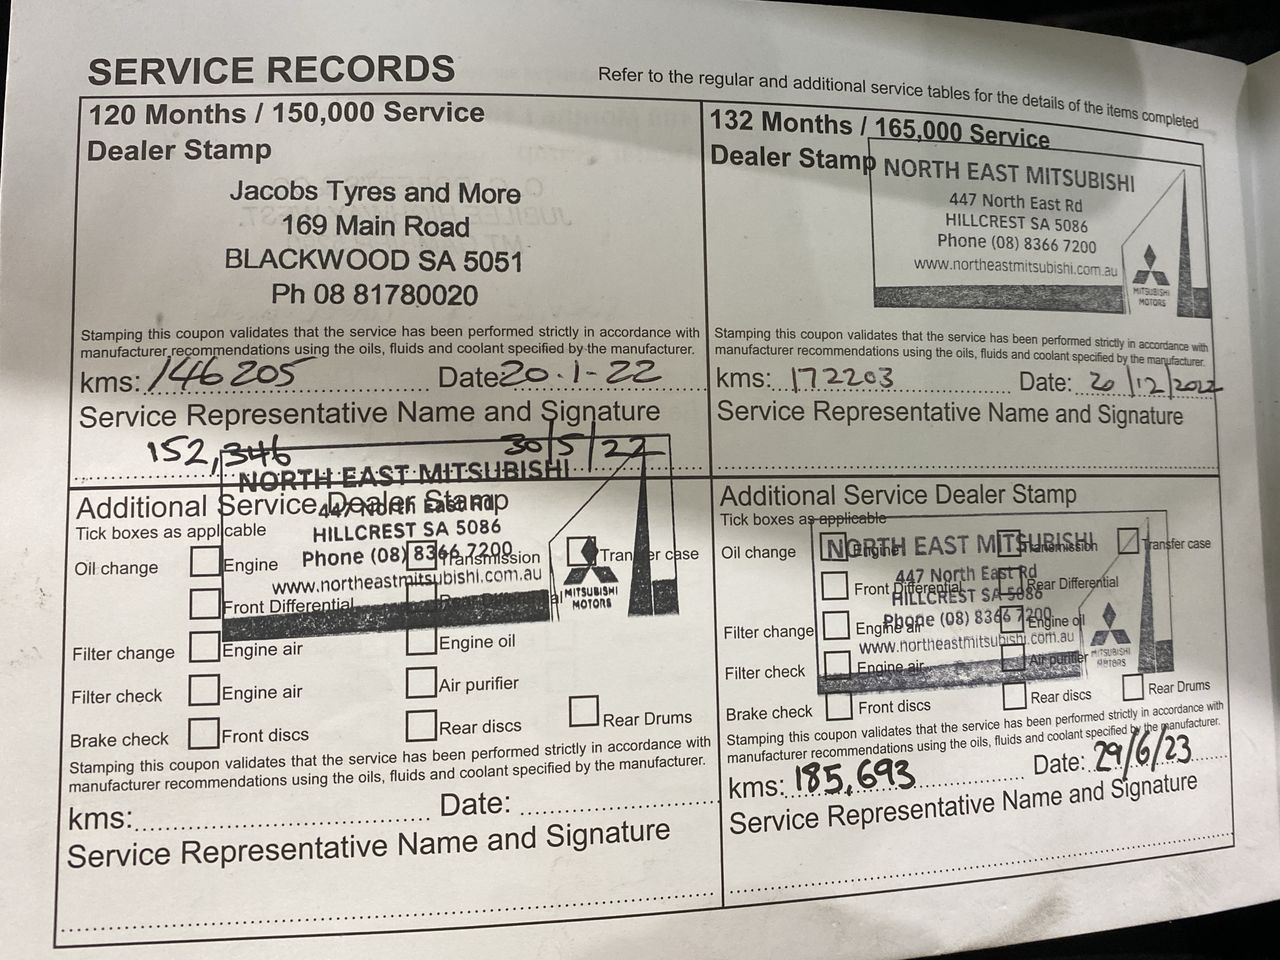 SERVICE RECORDS
Refer to the regular and additional service tables for the details of the items completed
120 Months / 150,000 Service
Dealer Stamp
Jacobs Tyres and More
169 Main Road
BLACKWOOD SA 5051
Ph 08 81780020
Stamping this coupon validates that the service has been performed strictly in accordance with
manufacturer recommendations using the oils, fluids and coolant specified by the manufacturer.
kms: 146205 Date: 20.1-22
Service Representative Name and Signature
152,346 30/5/22
NORTH EAST MITSUBISHI
447 North East Rd
HILLCREST SA 5086
Phone (08) 8366 7200
www.northeastmitsubishi.com.au
MITSUBISHI
MOTORS
Additional Service Dealer Stamp
Tick boxes as applicable
Oil change Engine Transmission Transfer case
Front Differential Rear Differential
Filter change Engine air Engine oil
Filter check Engine air Air purifier
Brake check Front discs Rear discs Rear Drums
Stamping this coupon validates that the service has been performed strictly in accordance with
manufacturer recommendations using the oils, fluids and coolant specified by the manufacturer.
kms: Date:
Service Representative Name and Signature
132 Months / 165,000 Service
Dealer Stamp
NORTH EAST MITSUBISHI
447 North East Rd
HILLCREST SA 5086
Phone (08) 8366 7200
www.northeastmitsubishi.com.au
MITSUBISHI
MOTORS
Stamping this coupon validates that the service has been performed strictly in accordance with
manufacturer recommendations using the oils, fluids and coolant specified by the manufacturer.
kms: 172203 Date: 20/12/2022
Service Representative Name and Signature
Additional Service Dealer Stamp
Tick boxes as applicable
NORTH EAST MITSUBISHI
447 North East Rd
HILLCREST SA 5086
Phone (08) 8366 7200
www.northeastmitsubishi.com.au
MITSUBISHI
MOTORS
Oil change Engine Transmission Transfer case
Front Differential Rear Differential
Filter change Engine air Engine oil
Filter check Engine air Air purifier
Brake check Front discs Rear discs Rear Drums
Stamping this coupon validates that the service has been performed strictly in accordance with
manufacturer recommendations using the oils, fluids and coolant specified by the manufacturer.
kms: 185,693 Date: 29/6/23
Service Representative Name and Signature